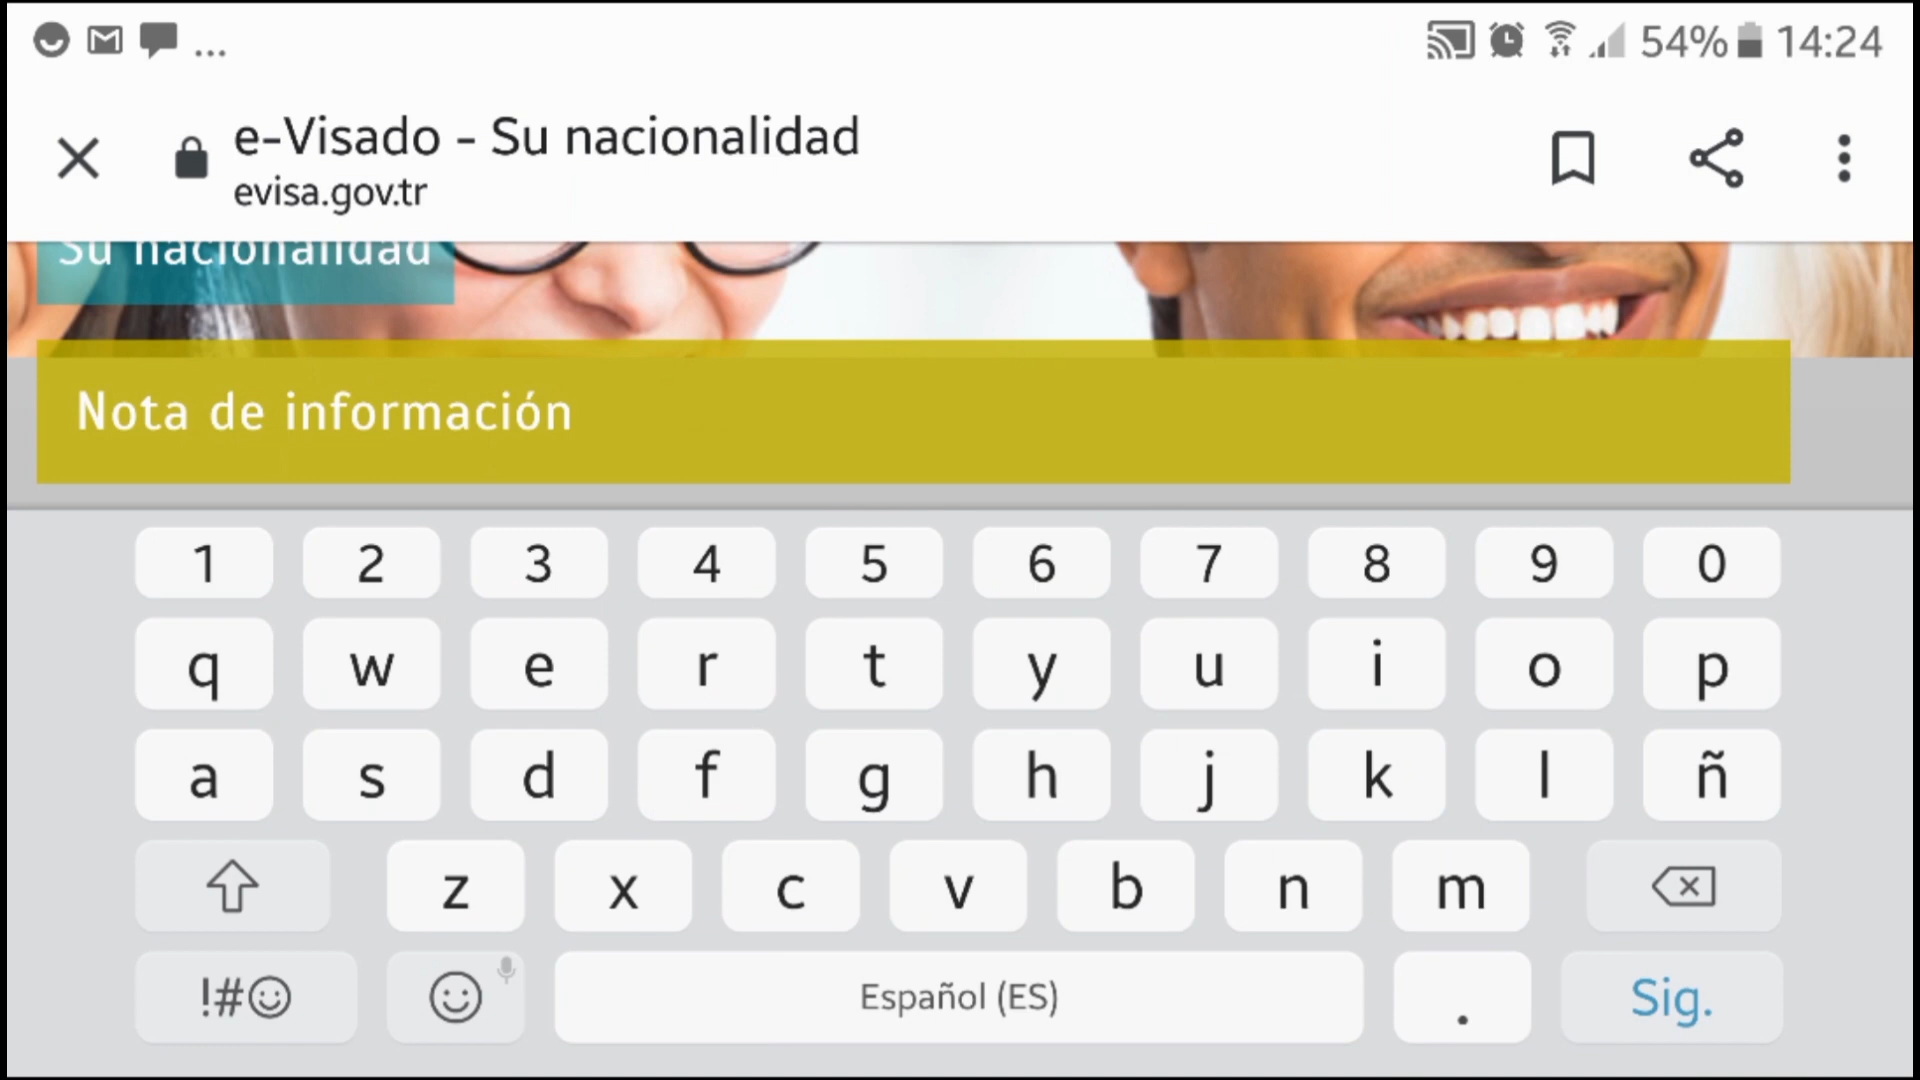 ... 54% 14:24
e-Visado - Su nacionalidad
evisa.gov.tr
Su nacionalidad
Nota de información
1 2 3 4 5 6 7 8 9 0
q w e r t y u i o p
a s d f g h j k l ñ
z x c v b n m
!#☺ Español (ES) . Sig.